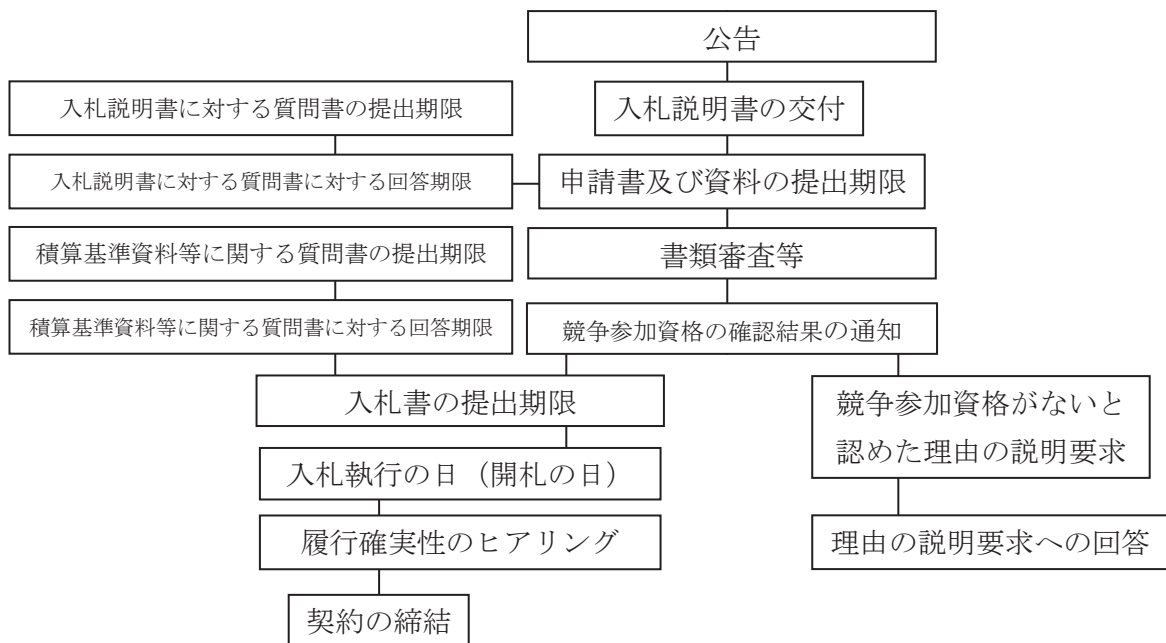 公告
入札説明書に対する質問書の提出期限
入札説明書の交付
入札説明書に対する質問書に対する回答期限
申請書及び資料の提出期限
積算基準資料等に関する質問書の提出期限
書類審査等
積算基準資料等に関する質問書に対する回答期限
競争参加資格の確認結果の通知
入札書の提出期限
競争参加資格がないと
認めた理由の説明要求
入札執行の日（開札の日）
履行確実性のヒアリング
理由の説明要求への回答
契約の締結